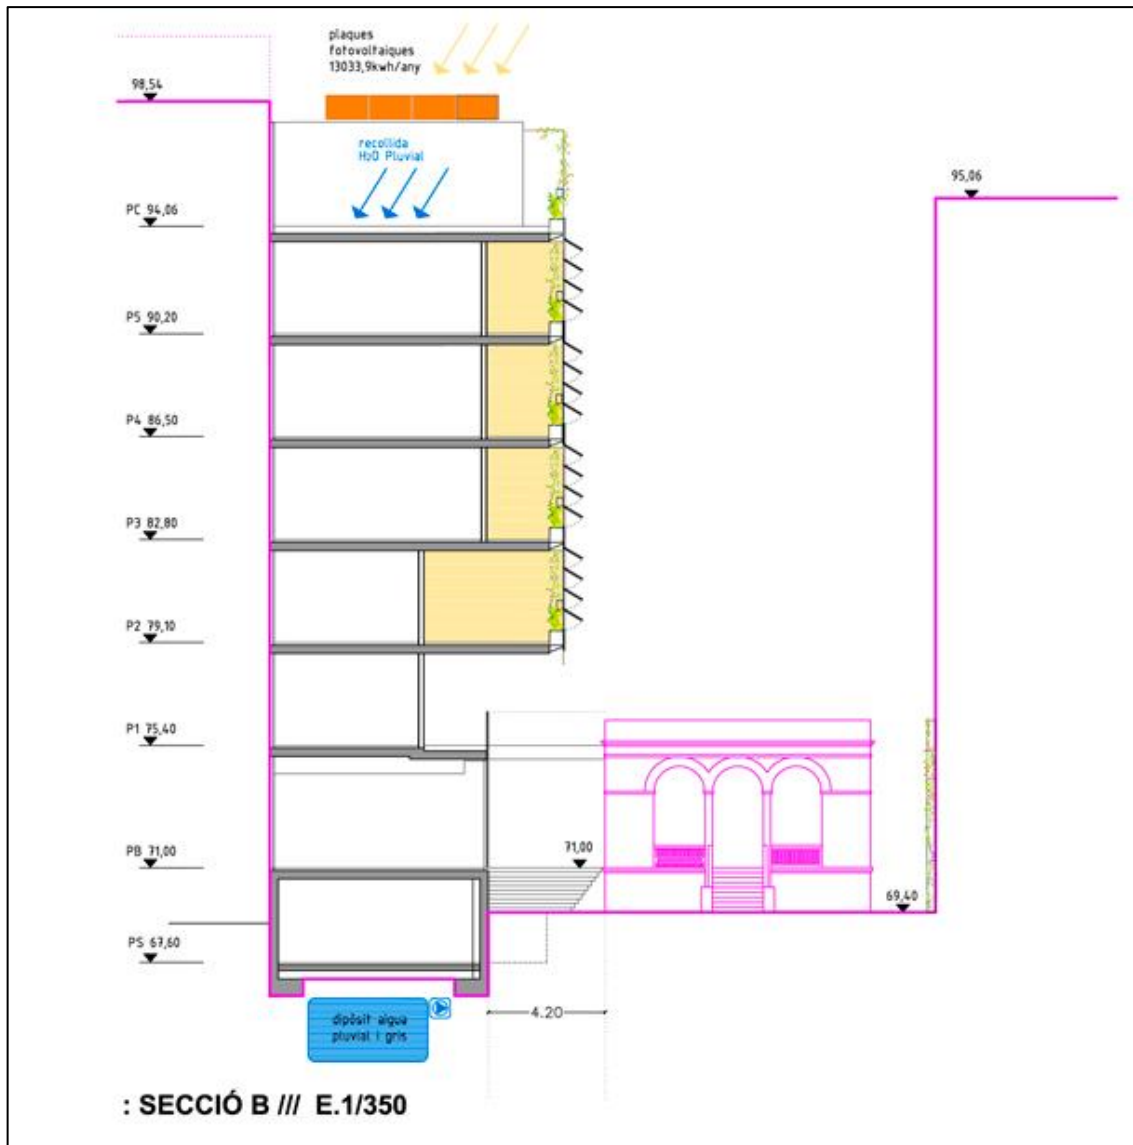 plaques
fotovoltaiques
13033,9kwh/any
98,54
recollida
H2O Pluvial
95,06
PC 94,06
P5 90,20
P4 86,50
P3 82,80
P2 79,10
P1 75,40
PB 71,00
71,00
69,40
PS 67,60
4.20
dipòsit aigua
pluvial i gris
: SECCIÓ B /// E.1/350